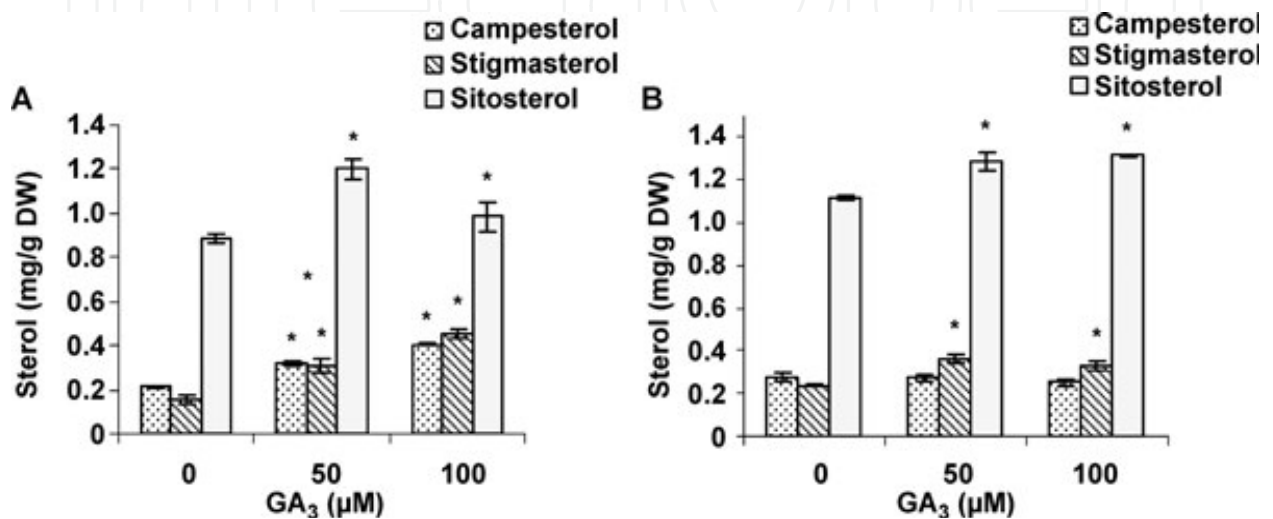 Campesterol
Stigmasterol
Sitosterol
A
Sterol (mg/g DW)
1.4
1.2
1.0
0.8
0.6
0.4
0.2
0
*
*
*
*
*
*
*
0 50 100
GA₃ (µM)
Campesterol
Stigmasterol
Sitosterol
B
Sterol (mg/g DW)
1.4
1.2
1.0
0.8
0.6
0.4
0.2
0
*
*
*
*
0 50 100
GA₃ (µM)